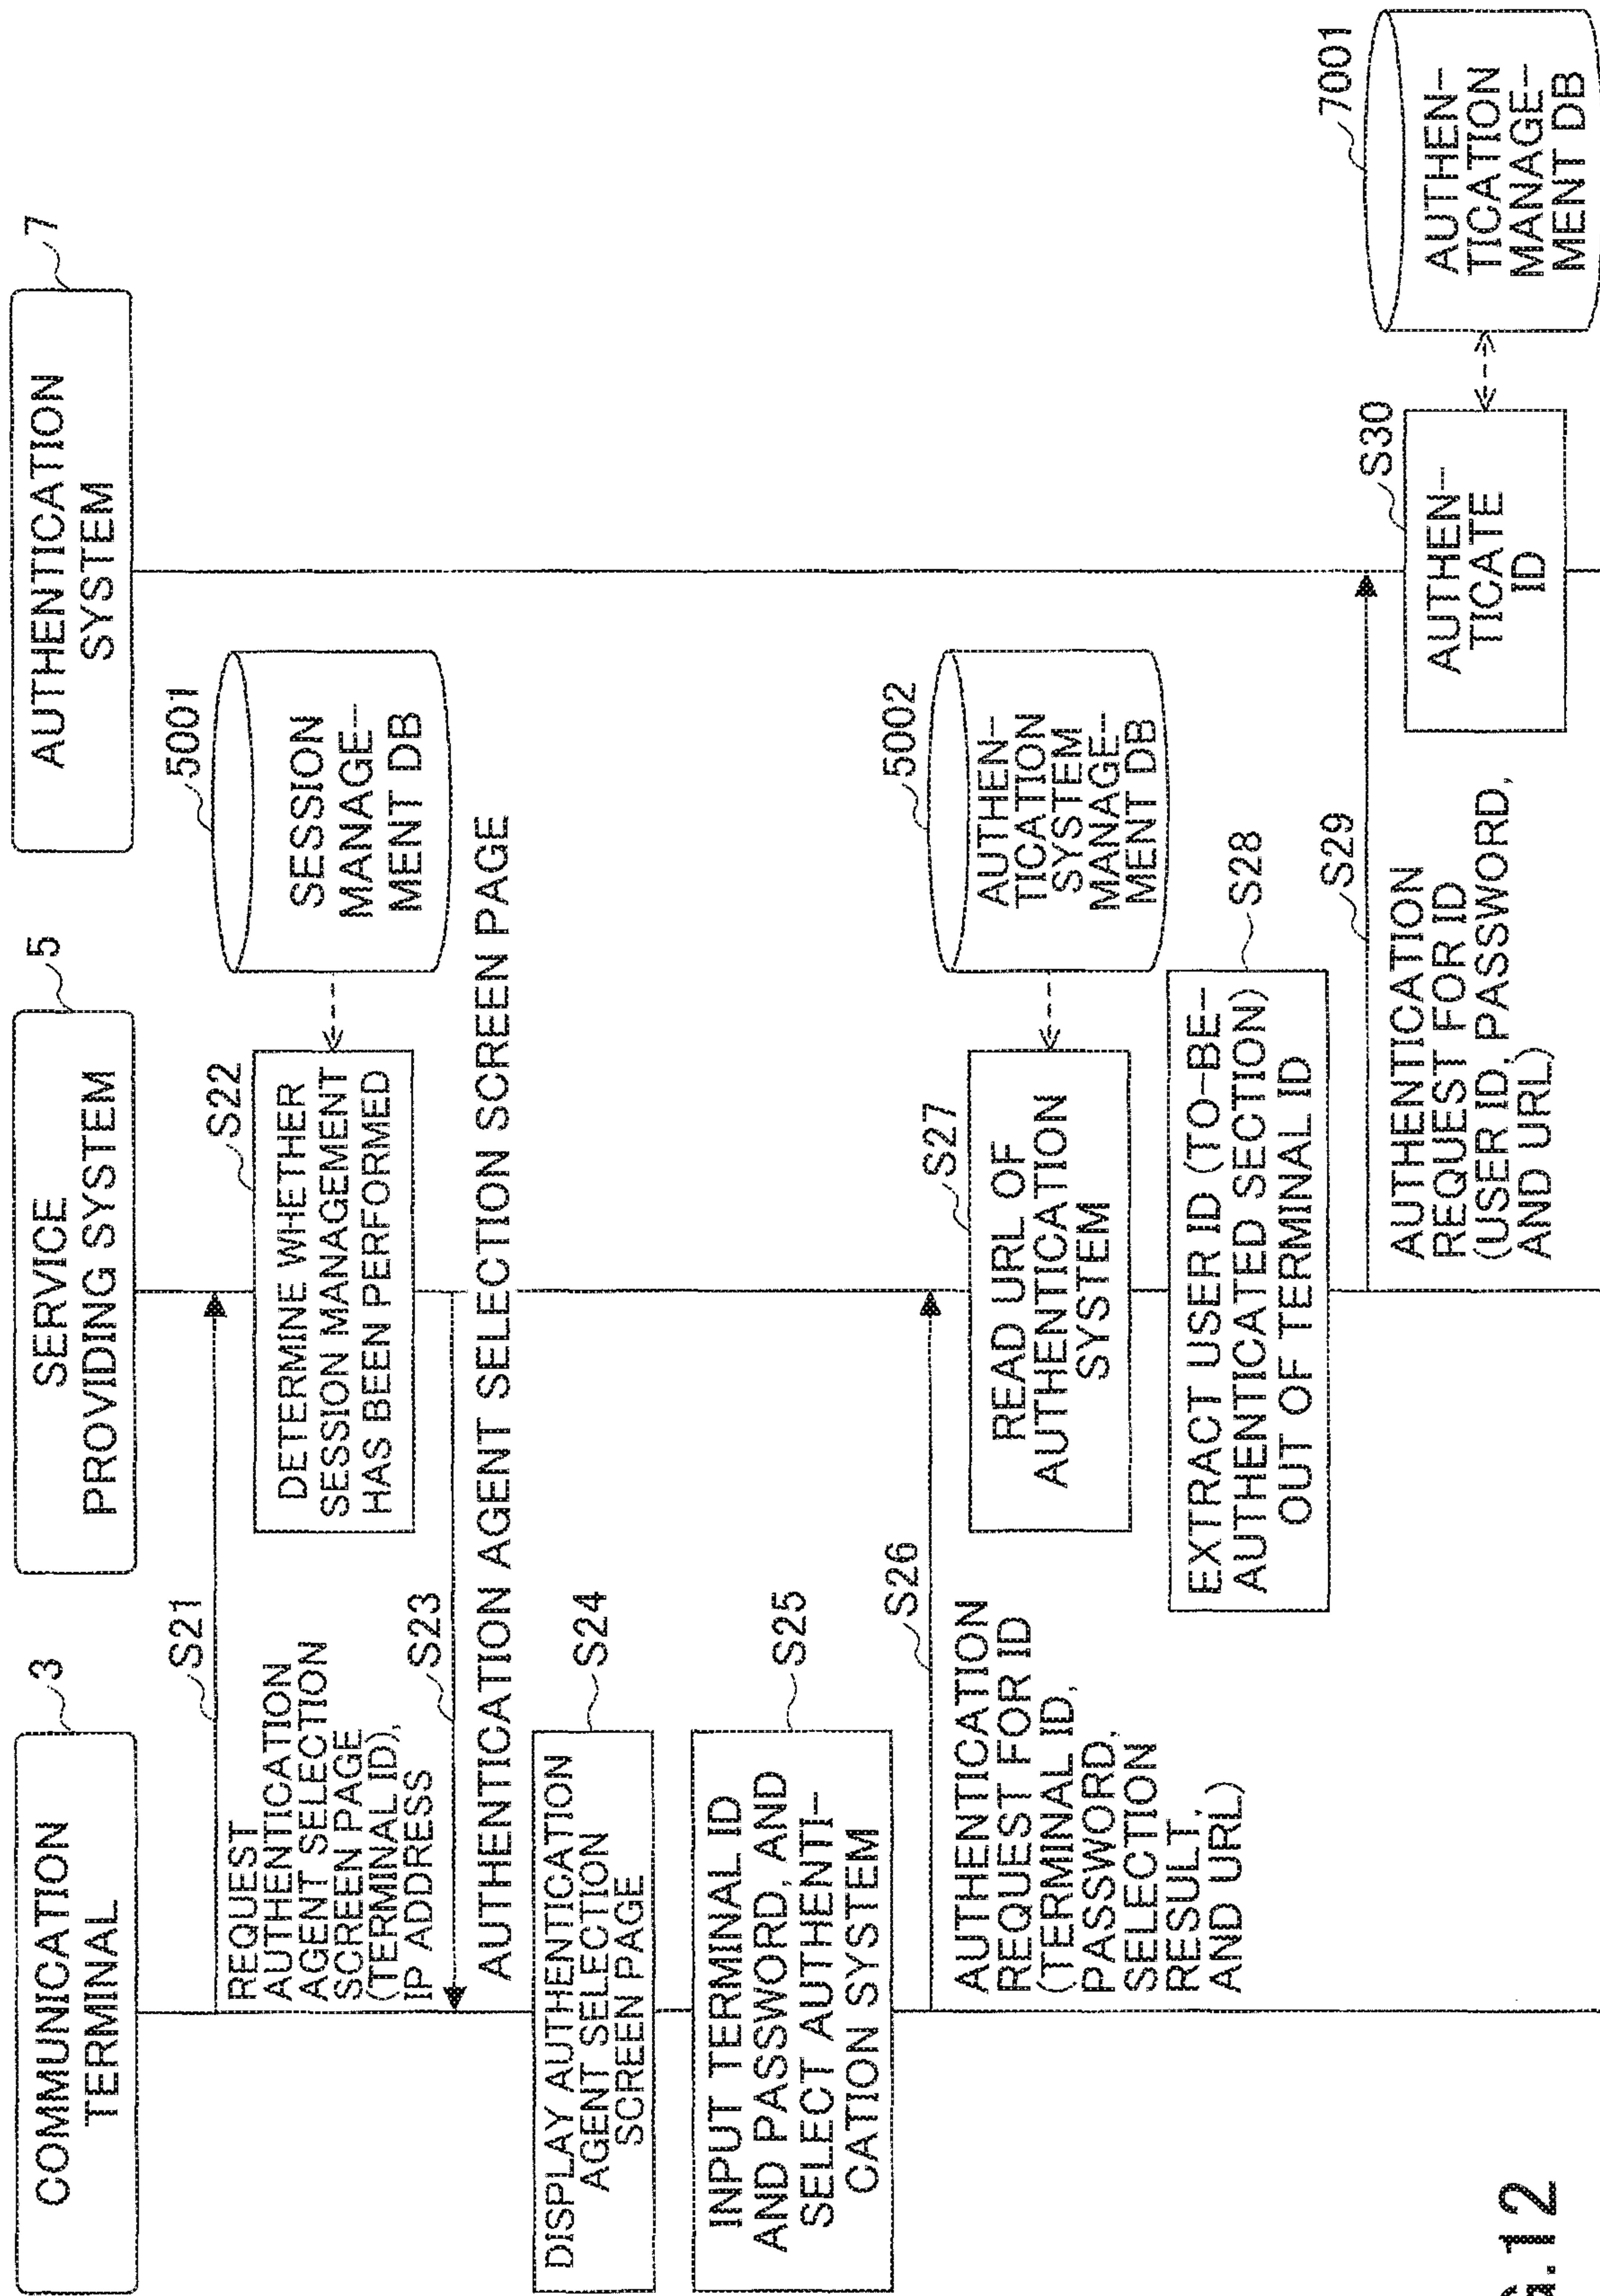 COMMUNICATION
TERMINAL
3
SERVICE
PROVIDING SYSTEM
5
AUTHENTICATION
SYSTEM
7
S21
REQUEST
AUTHENTICATION
AGENT SELECTION
SCREEN PAGE
(TERMINAL ID),
IP ADDRESS
S22
DETERMINE WHETHER
SESSION MANAGEMENT
HAS BEEN PERFORMED
5001
SESSION
MANAGE–
MENT DB
S23
AUTHENTICATION AGENT SELECTION SCREEN PAGE
S24
DISPLAY AUTHENTICATION
AGENT SELECTION
SCREEN PAGE
S25
INPUT TERMINAL ID
AND PASSWORD, AND
SELECT AUTHENTI–
CATION SYSTEM
S26
AUTHENTICATION
REQUEST FOR ID
(TERMINAL ID,
PASSWORD,
SELECTION
RESULT,
AND URL)
S27
READ URL OF
AUTHENTICATION
SYSTEM
5002
AUTHEN–
TICATION
SYSTEM
MANAGE–
MENT DB
S28
EXTRACT USER ID (TO–BE–
AUTHENTICATED SECTION)
OUT OF TERMINAL ID
S29
AUTHENTICATION
REQUEST FOR ID
(USER ID, PASSWORD,
AND URL)
S30
AUTHEN–
TICATE
ID
7001
AUTHEN–
TICATION
MANAGE–
MENT DB
G.12